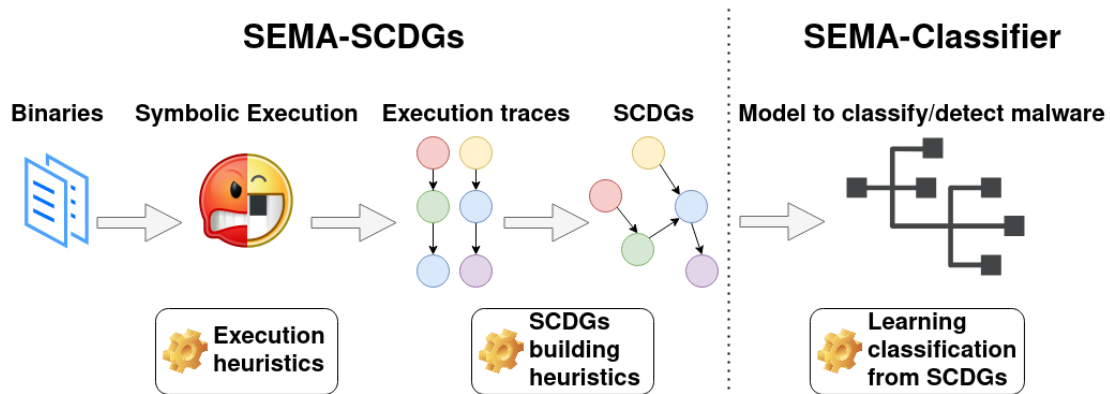 SEMA-SCDGs
SEMA-Classifier
Binaries
Symbolic Execution
Execution traces
SCDGs
Model to classify/detect malware
Execution
heuristics
SCDGs
building
heuristics
Learning
classification
from SCDGs